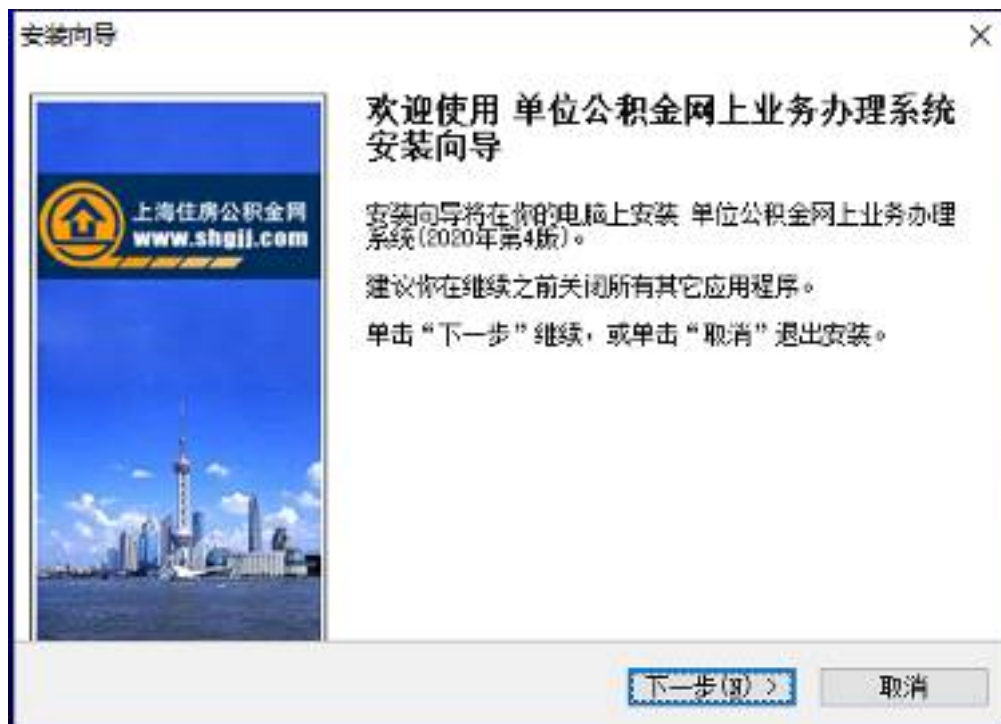 安装向导
上海住房公积金网
www.shgjj.com
欢迎使用 单位公积金网上业务办理系统
安装向导
安装向导将在你的电脑上安装 单位公积金网上业务办理
系统(2020年第4版)。
建议你在继续之前关闭所有其它应用程序。
单击“下一步”继续，或单击“取消”退出安装。
下一步(N) >
取消